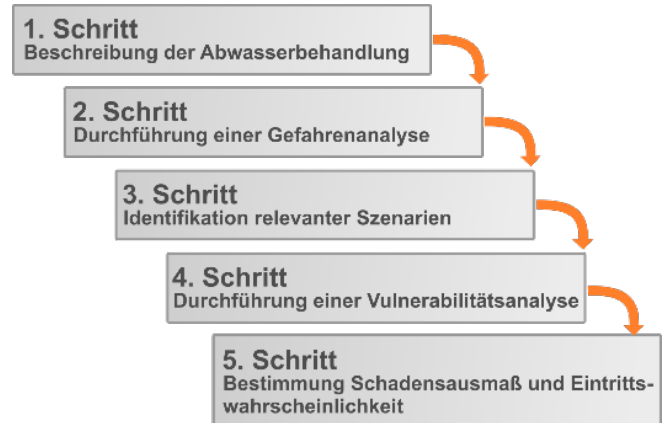 1. Schritt
Beschreibung der Abwasserbehandlung
2. Schritt
Durchführung einer Gefahrenanalyse
3. Schritt
Identifikation relevanter Szenarien
4. Schritt
Durchführung einer Vulnerabilitätsanalyse
5. Schritt
Bestimmung Schadensausmaß und Eintritts-
wahrscheinlichkeit